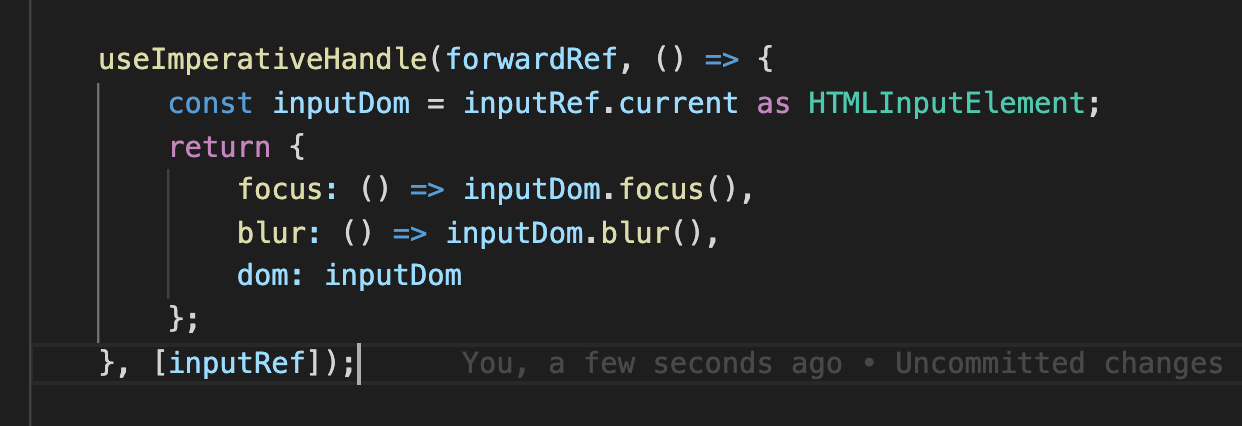 useImperativeHandle(forwardRef, () => {
const inputDom = inputRef.current as HTMLInputElement;
return {
focus: () => inputDom.focus(),
blur: () => inputDom.blur(),
dom: inputDom
};
}, [inputRef]); You, a few seconds ago • Uncommitted changes